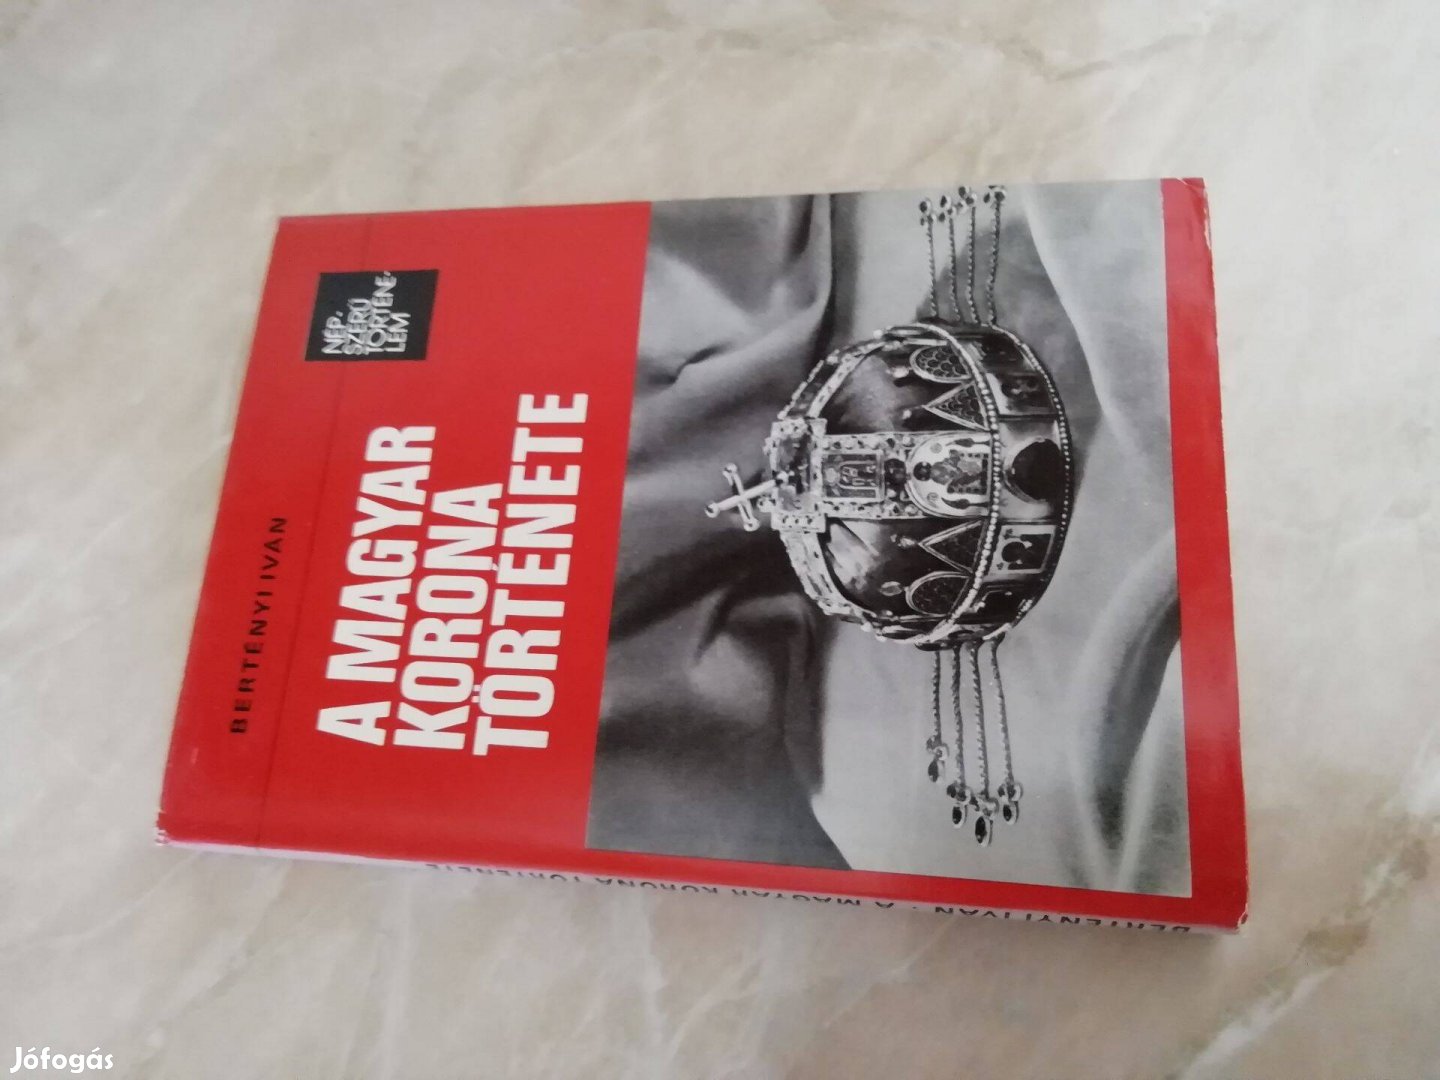 BERTÉNYI IVÁN
NÉP,
SZERŰ
TÖRTÉNE,
LEM
A MAGYAR
KORONA
TÖRTÉNETE
BERTÉNYI IVÁN · A MAGYAR KORONA TÖRTÉNETE
Jófogás